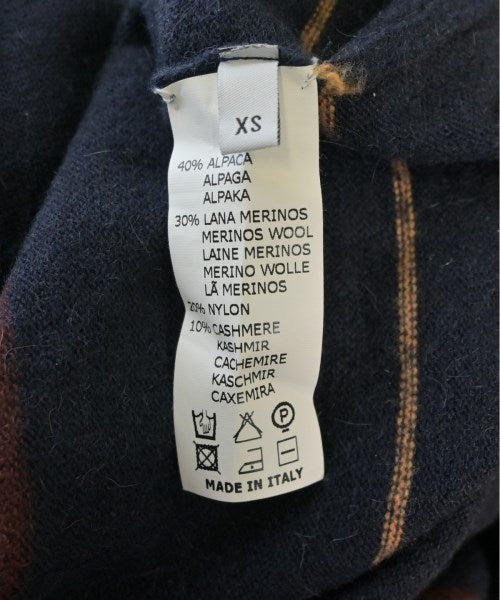 XS
40% ALPACA
ALPAGA
ALPAKA
30% LANA MERINOS
MERINOS WOOL
LAINE MERINOS
MERINO WOLLE
LÃ MERINOS
20% NYLON
10% CASHMERE
KASHMIR
CACHEMIRE
KASCHMIR
CAXEMIRA
P
MADE IN ITALY